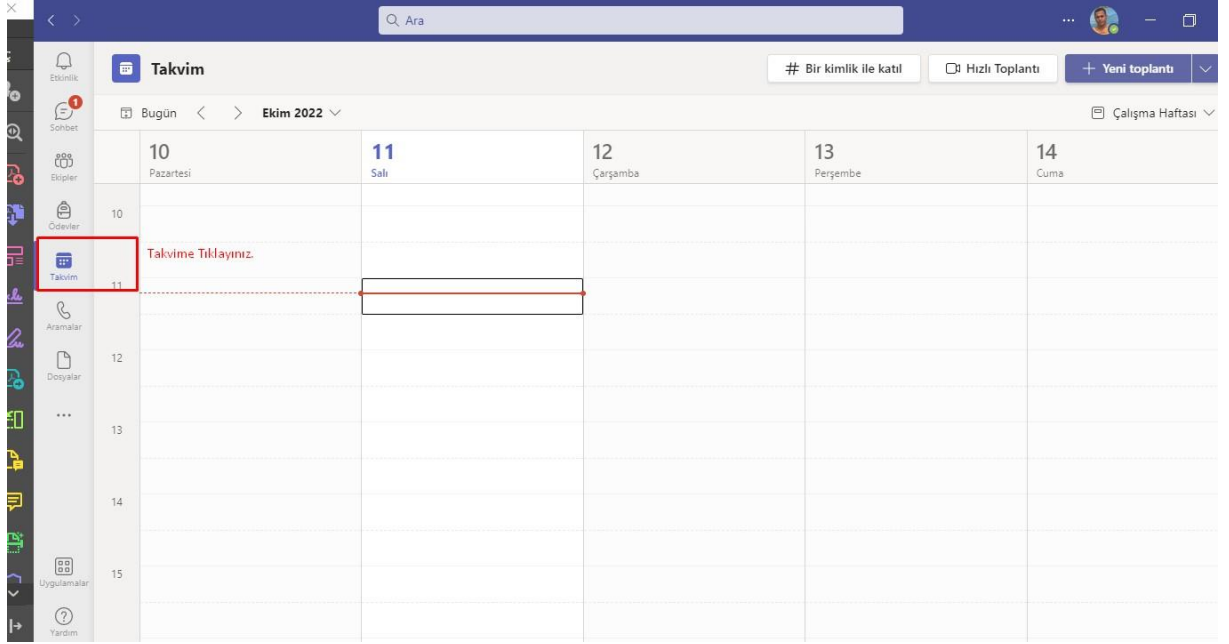 Ara
Etkinlik
Sohbet
1
Ekipler
Ödevler
Takvim
Aramalar
Dosyalar
Uygulamalar
Yardım
Takvim
# Bir kimlik ile katıl
Hızlı Toplantı
+ Yeni toplantı
Bugün
Ekim 2022
Çalışma Haftası
10
Pazartesi
11
Salı
12
Çarşamba
13
Perşembe
14
Cuma
10
Takvime Tıklayınız.
11
12
13
14
15